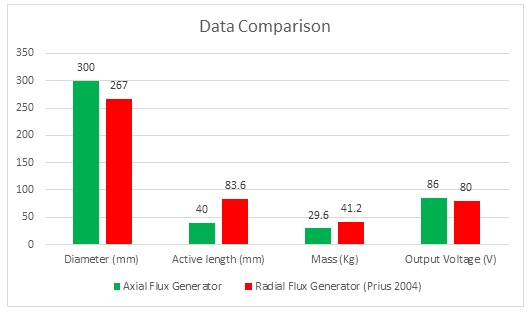 Data Comparison
350
300
250
200
150
100
50
0
300
267
40
83.6
29.6
41.2
86
80
Diameter (mm)
Active length (mm)
Mass (Kg)
Output Voltage (V)
Axial Flux Generator
Radial Flux Generator (Prius 2004)